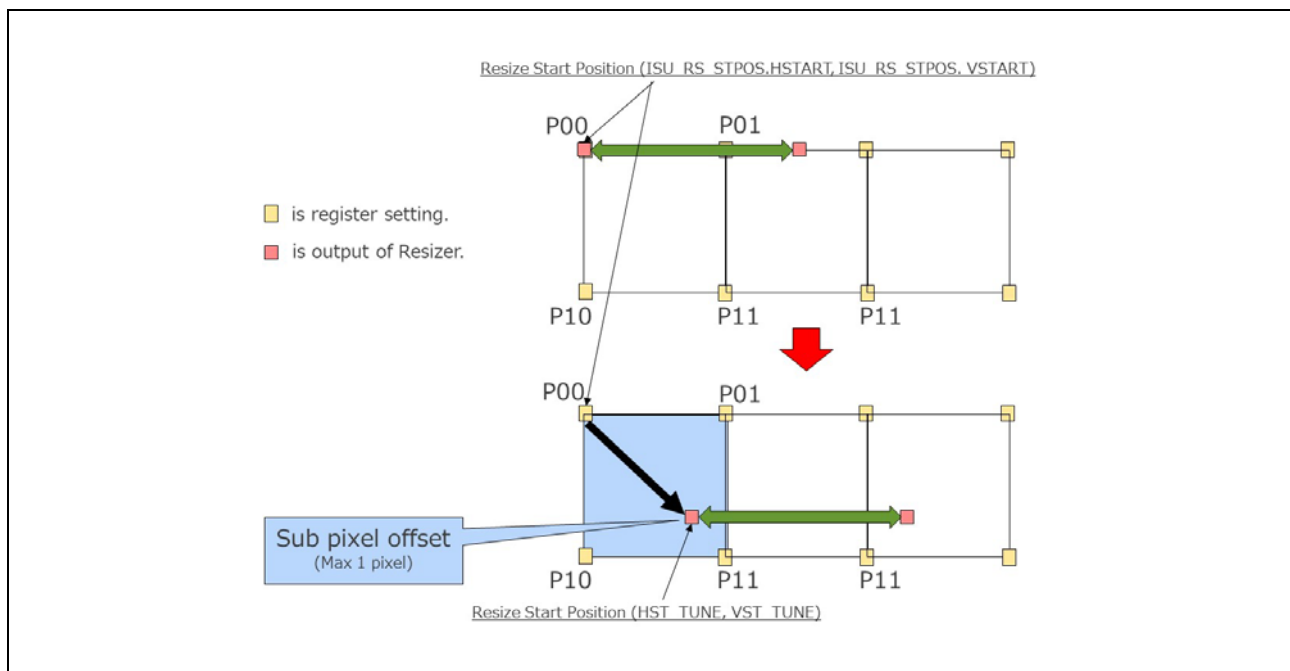 Resize Start Position (ISU_RS_STPOS.HSTART, ISU_RS_STPOS. VSTART)
P00 P01
is register setting.
is output of Resizer.
P10 P11 P11
P00 P01
Sub pixel offset
(Max 1 pixel)
P10 P11 P11
Resize Start Position (HST_TUNE, VST_TUNE)